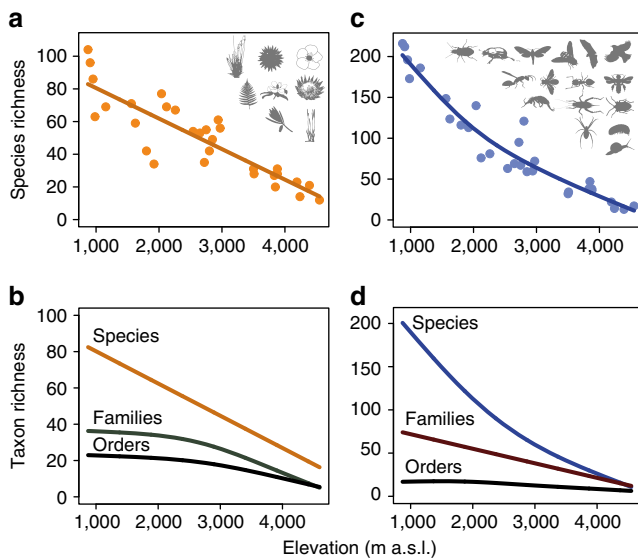 a
Species richness
100
80
60
40
20
0
1,000 2,000 3,000 4,000
c
200
150
100
50
0
1,000 2,000 3,000 4,000
b
Taxon richness
100
80
60
40
20
0
Species
Families
Orders
1,000 2,000 3,000 4,000
d
200
150
100
50
0
Species
Families
Orders
1,000 2,000 3,000 4,000
Elevation (m a.s.l.)